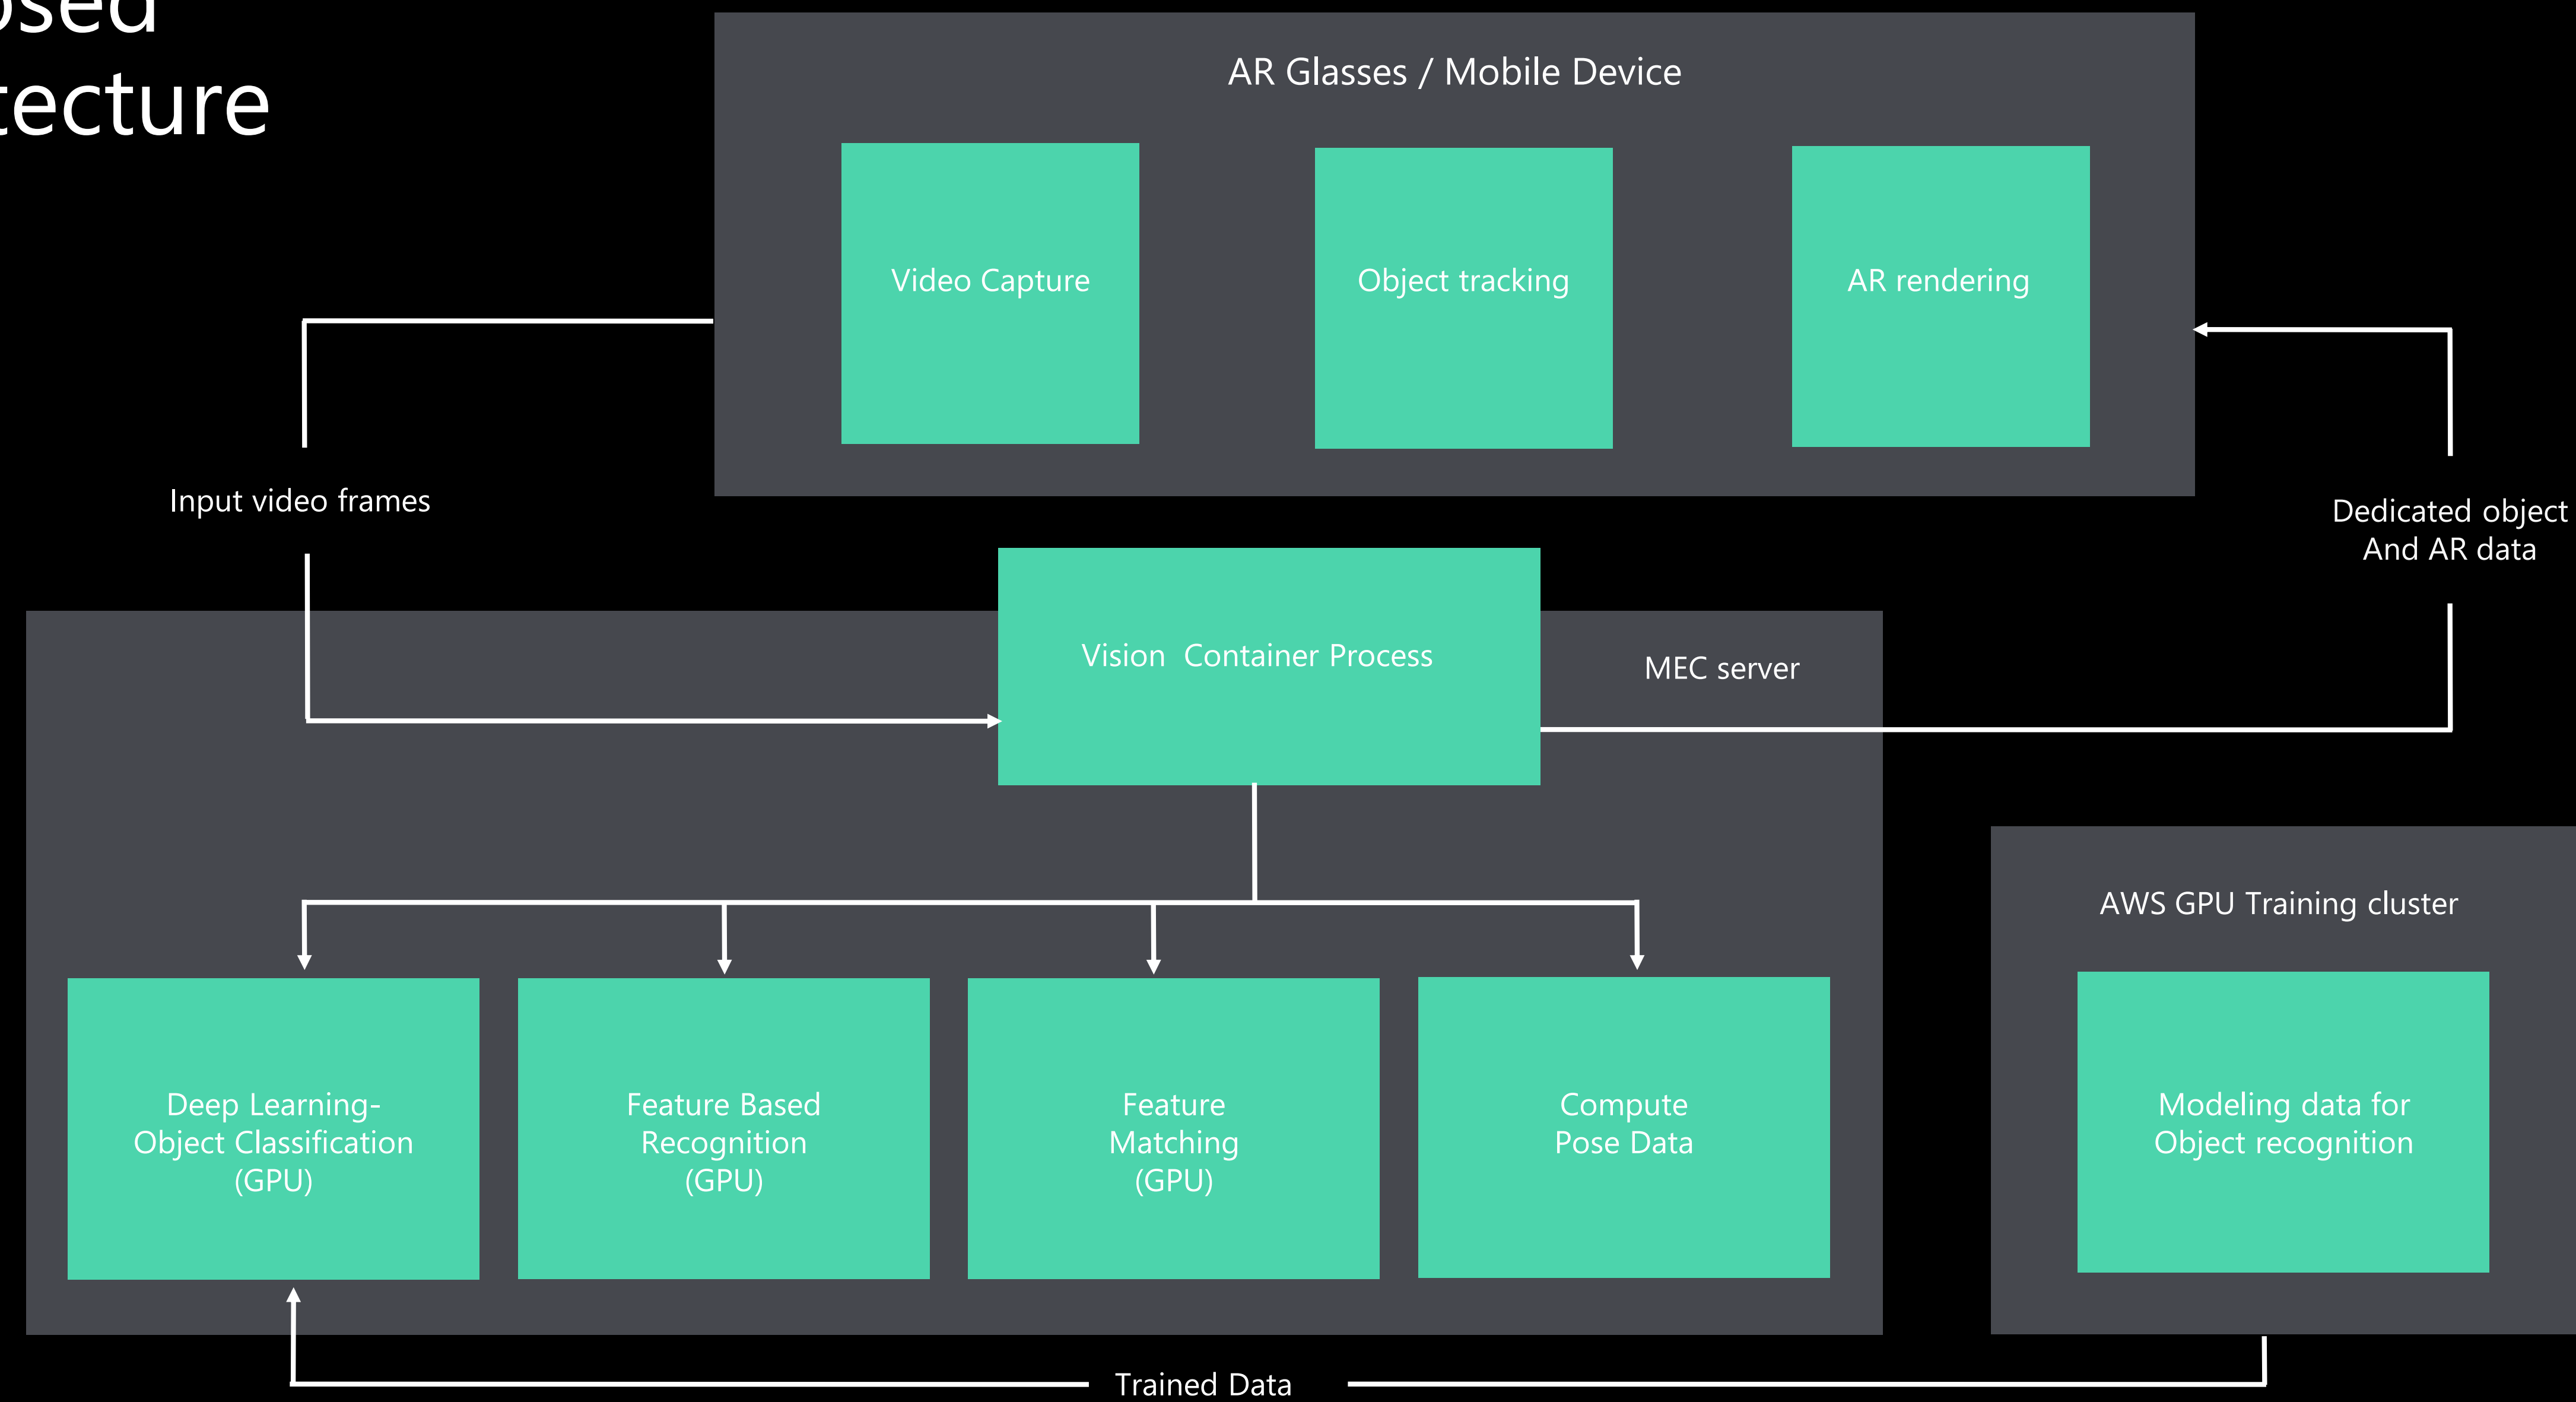 osed
tecture
AR Glasses / Mobile Device
Video Capture
Object tracking
AR rendering
Input video frames
Dedicated object
And AR data
Vision Container Process
MEC server
AWS GPU Training cluster
Deep Learning-
Object Classification
(GPU)
Feature Based
Recognition
(GPU)
Feature
Matching
(GPU)
Compute
Pose Data
Modeling data for
Object recognition
Trained Data